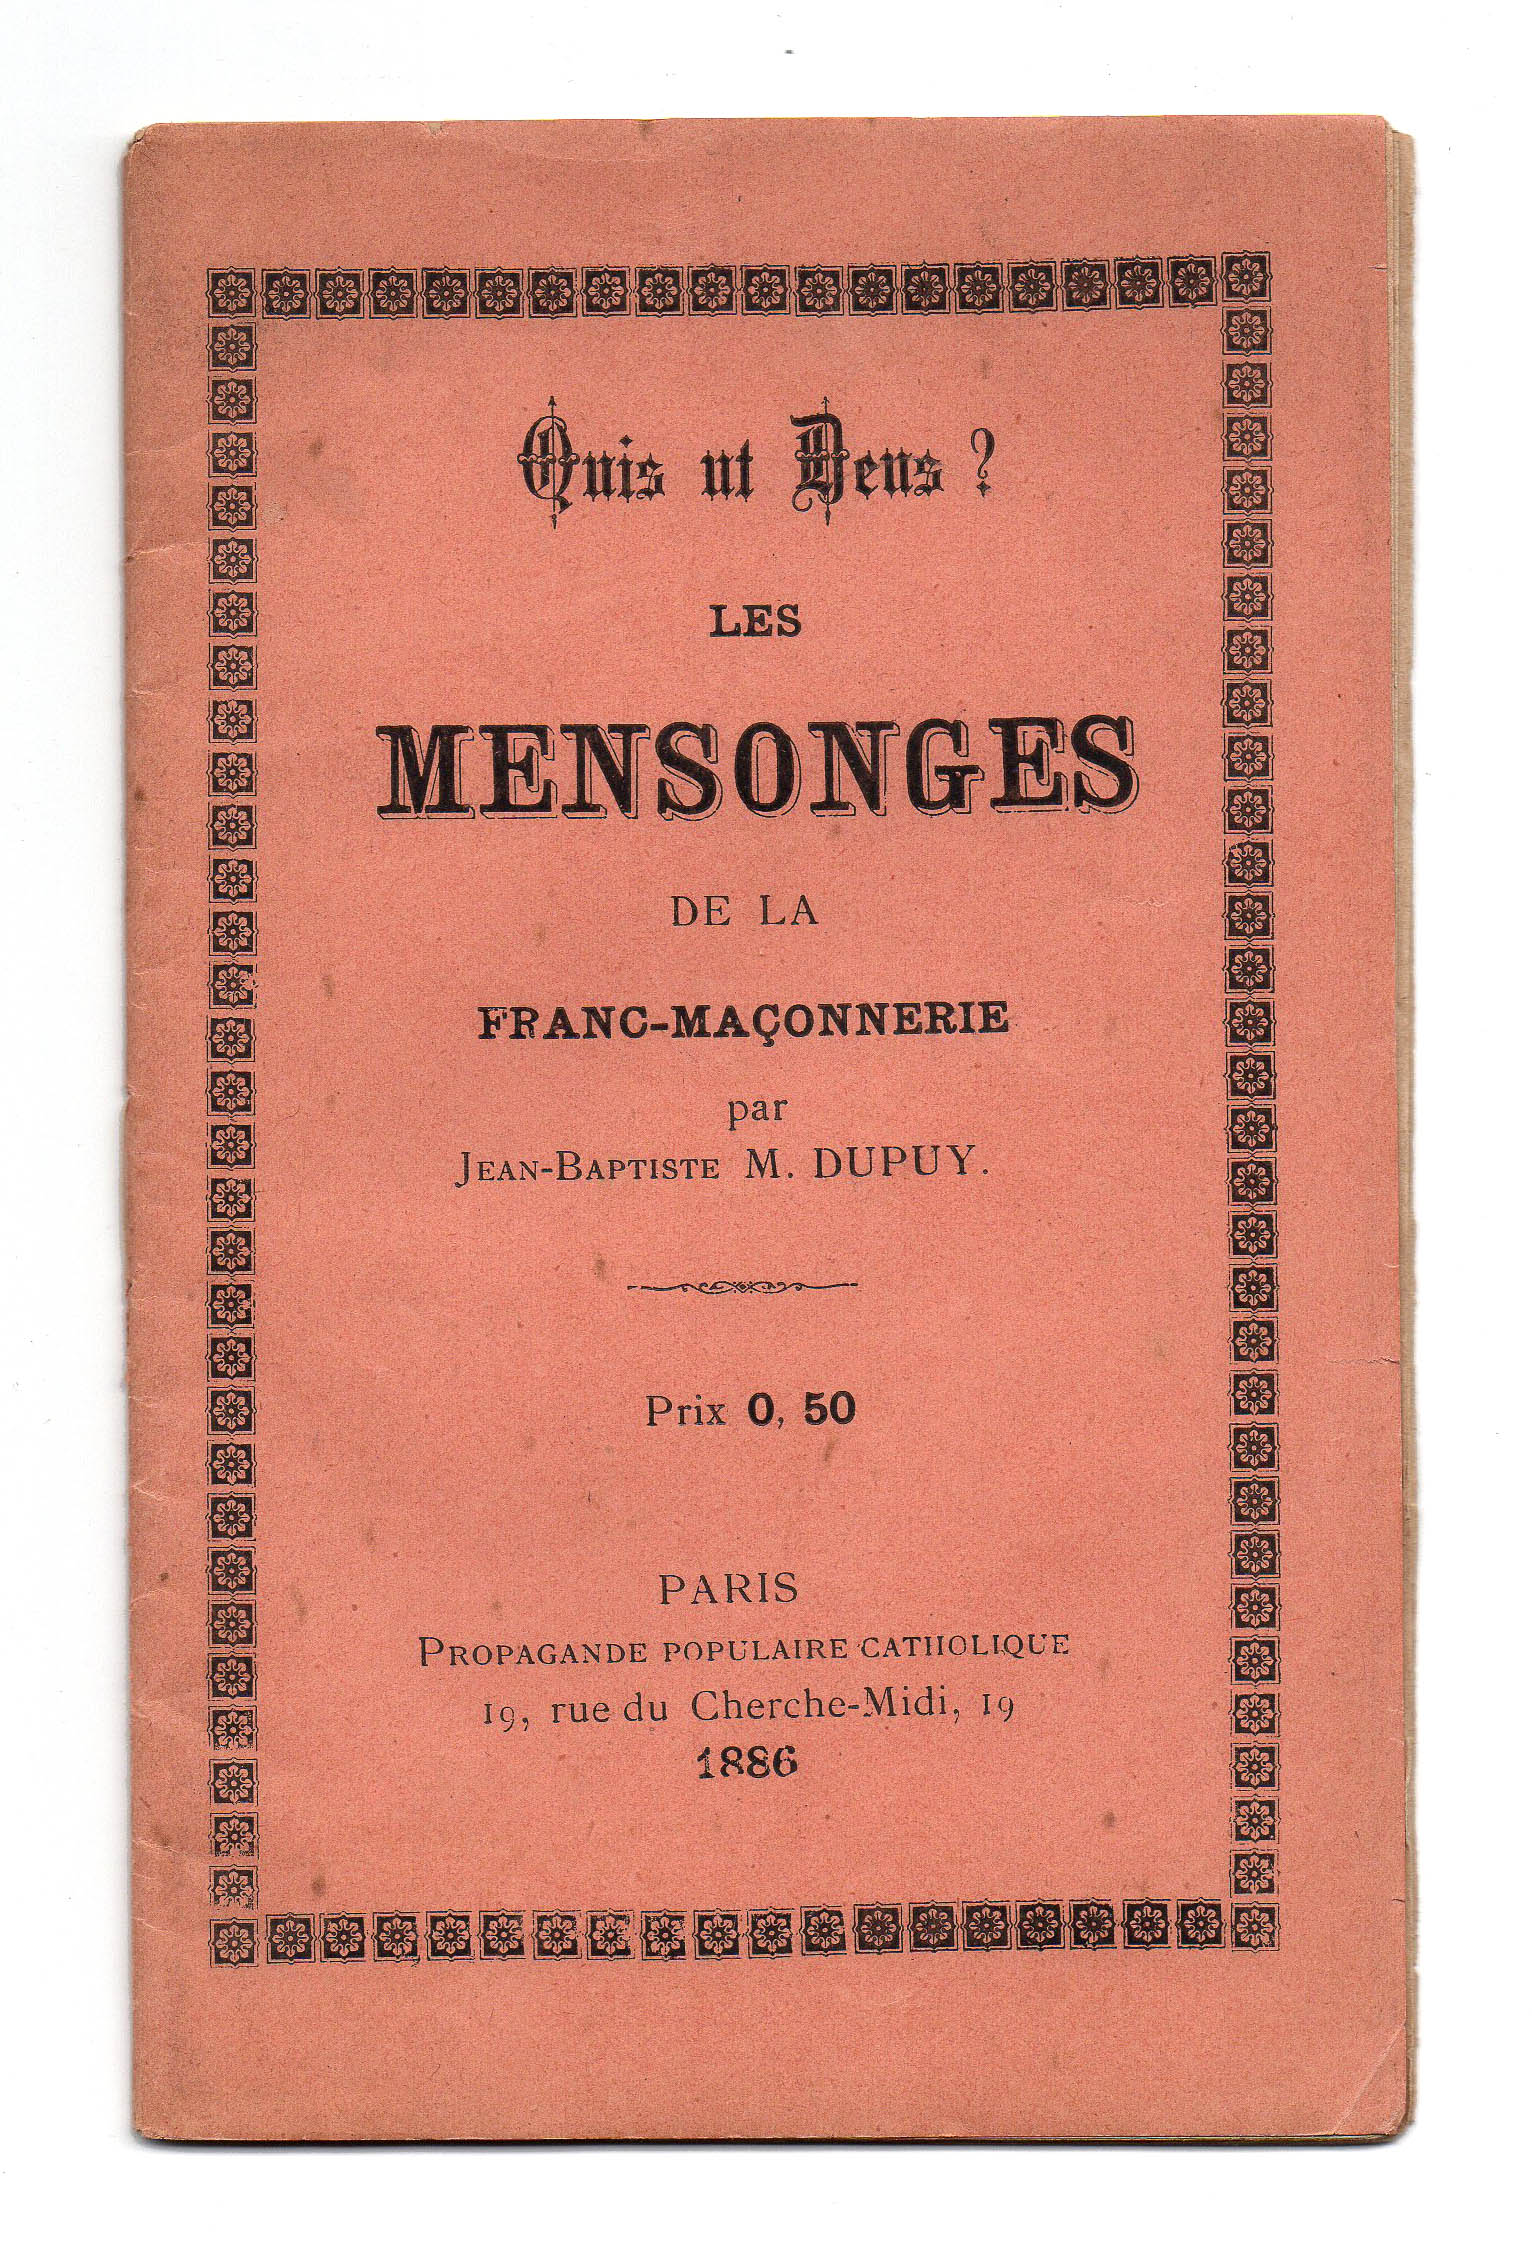 Quis ut Deus ?
LES
MENSONGES
DE LA
FRANC-MAÇONNERIE
par
JEAN-BAPTISTE M. DUPUY.
Prix 0, 50
PARIS
PROPAGANDE POPULAIRE CATHOLIQUE
19, rue du Cherche-Midi, 19
1886